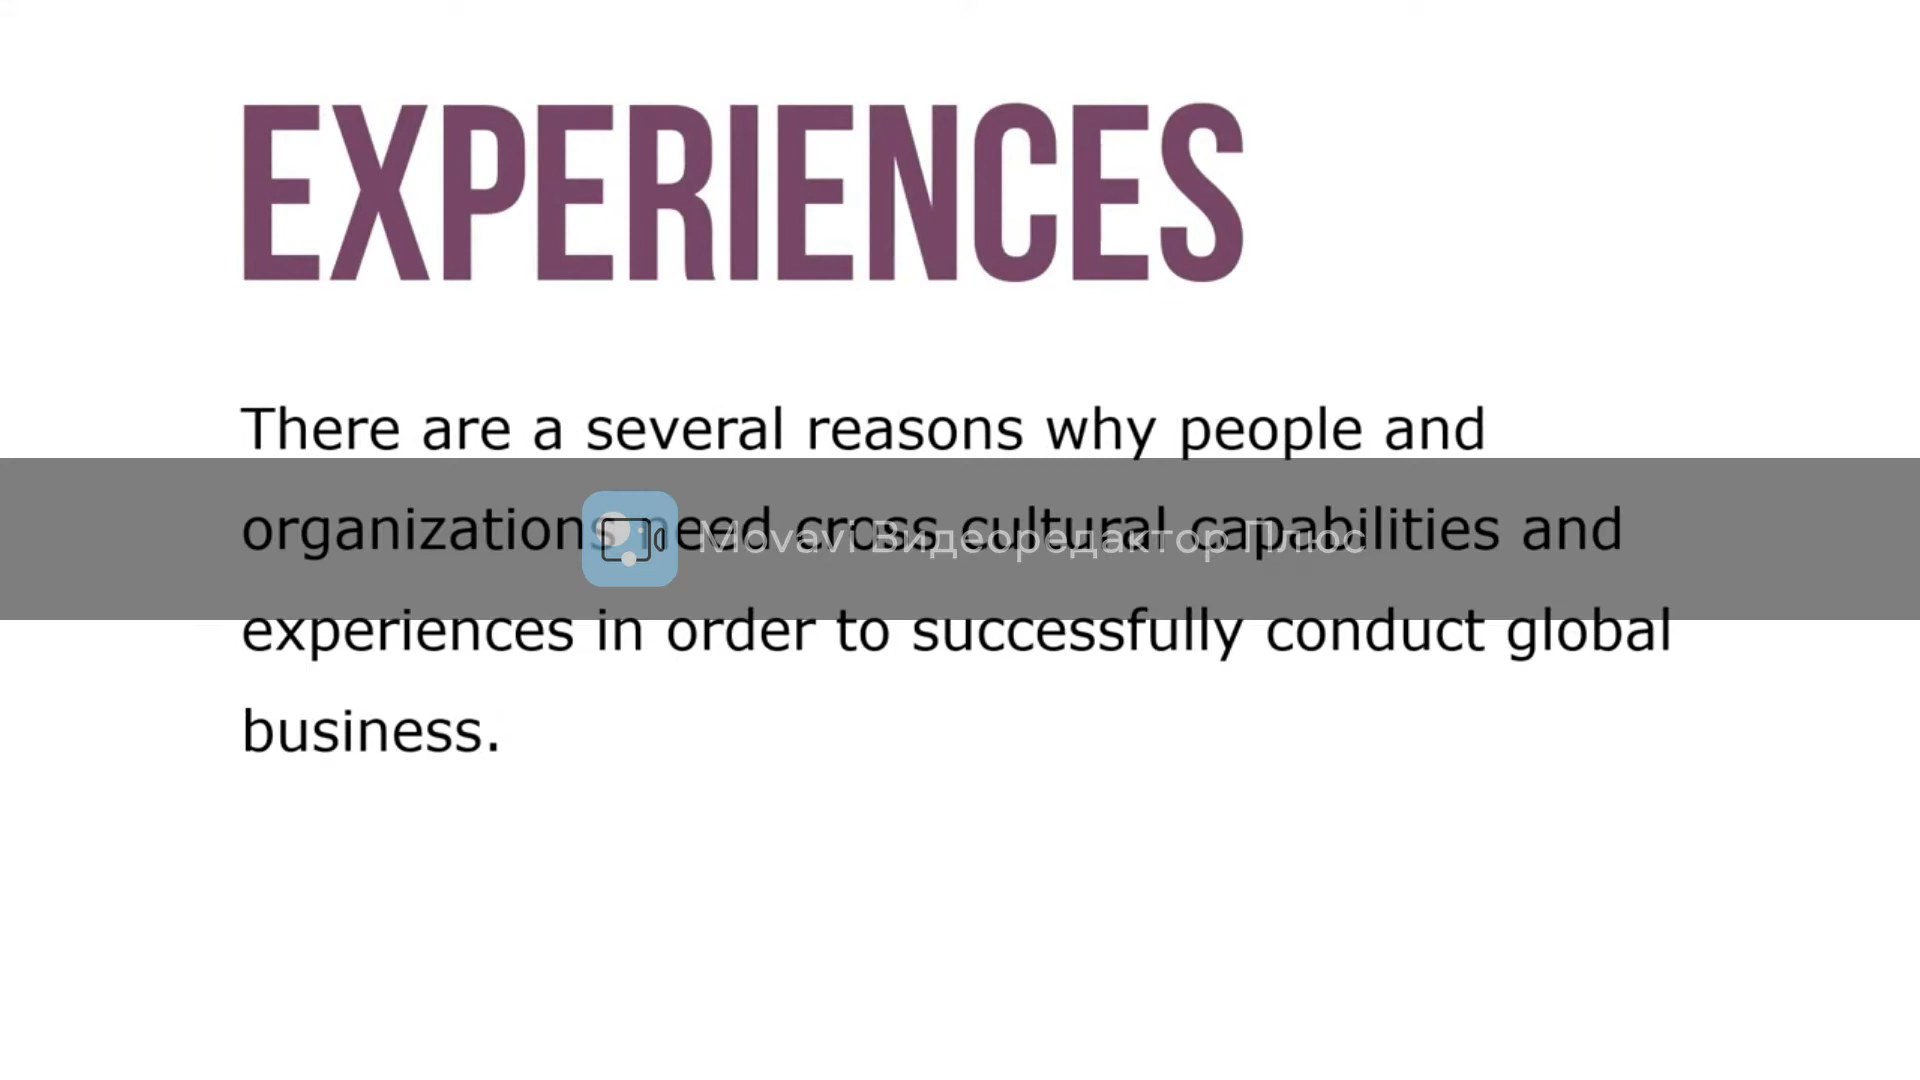 EXPERIENCES
There are a several reasons why people and
organizations need cross cultural capabilities and
Movavi Видеоредактор Плюс
experiences in order to successfully conduct global
business.